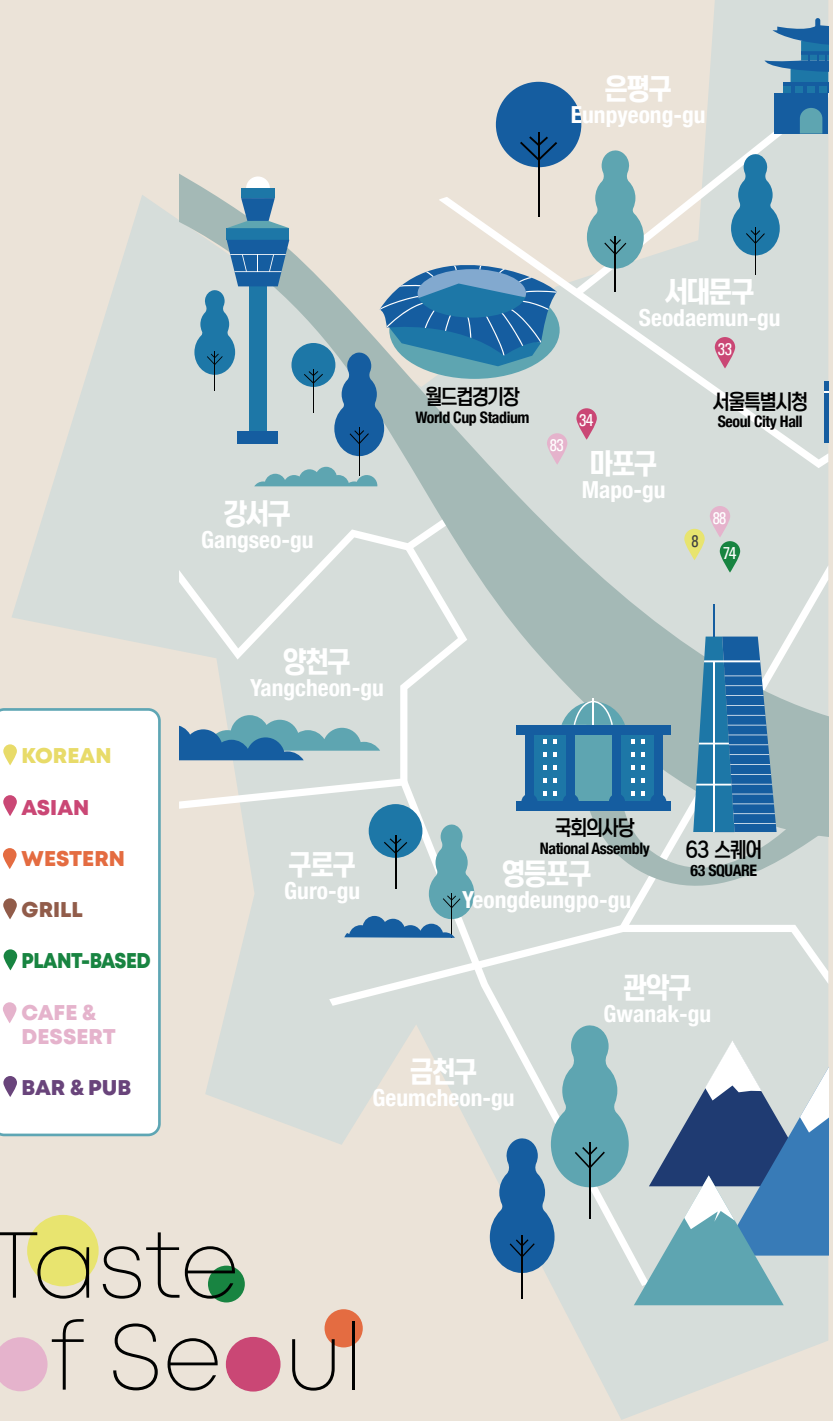 은평구
Eunpyeong-gu
서대문구
Seodaemun-gu
33
월드컵경기장
World Cup Stadium
서울특별시청
Seoul City Hall
34
83
마포구
Mapo-gu
강서구
Gangseo-gu
88
8
74
양천구
Yangcheon-gu
KOREAN
ASIAN
WESTERN
GRILL
PLANT-BASED
CAFE &
DESSERT
BAR & PUB
국회의사당
National Assembly
63 스퀘어
63 SQUARE
구로구
Guro-gu
영등포구
Yeongdeungpo-gu
관악구
Gwanak-gu
금천구
Geumcheon-gu
Taste
of Seoul